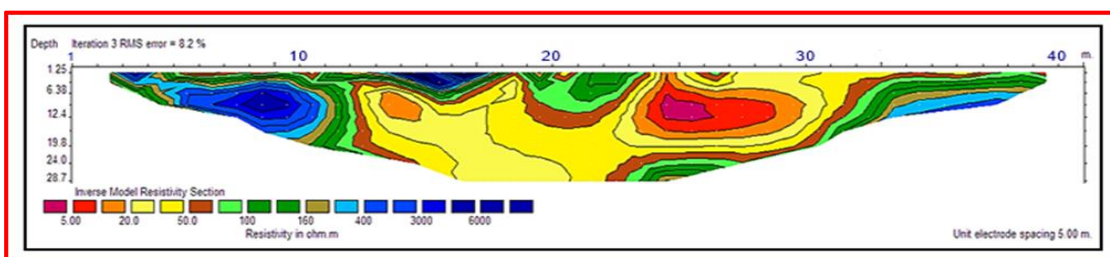 Depth Iteration 3 RMS error = 8.2 %
1 10 20 30 40 m.
1.25
6.38
12.4
19.8
24.0
28.7
Inverse Model Resistivity Section
5.00 20.0 50.0 100 160 400 3000 6000
Resistivity in ohm.m
Unit electrode spacing 5.00 m.